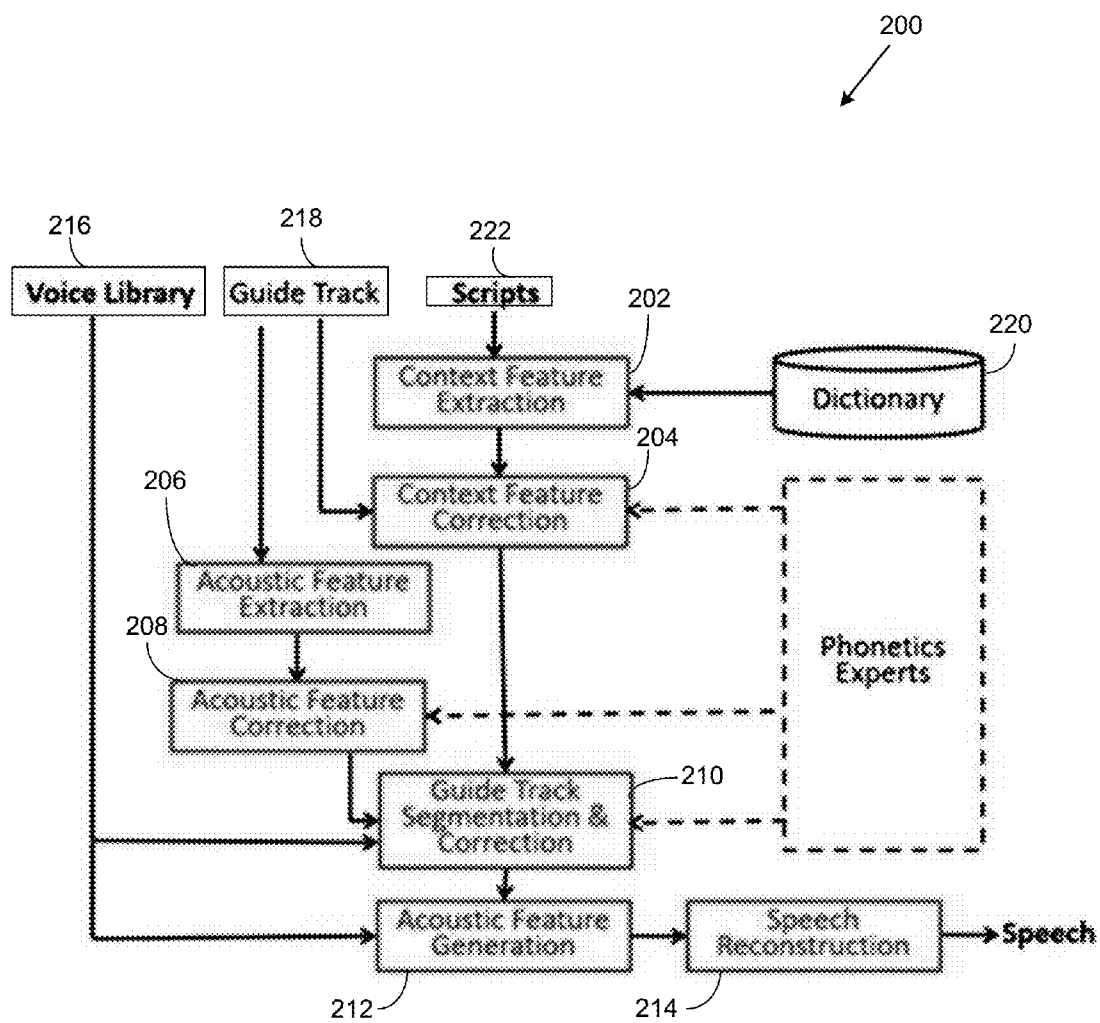 200
216
218
222
Voice Library
Guide Track
Scripts
202
220
Context Feature
Extraction
Dictionary
204
Context Feature
Correction
206
Acoustic Feature
Extraction
208
Phonetics
Experts
Acoustic Feature
Correction
210
Guide Track
Segmentation &
Correction
Acoustic Feature
Generation
Speech
Reconstruction
Speech
212
214